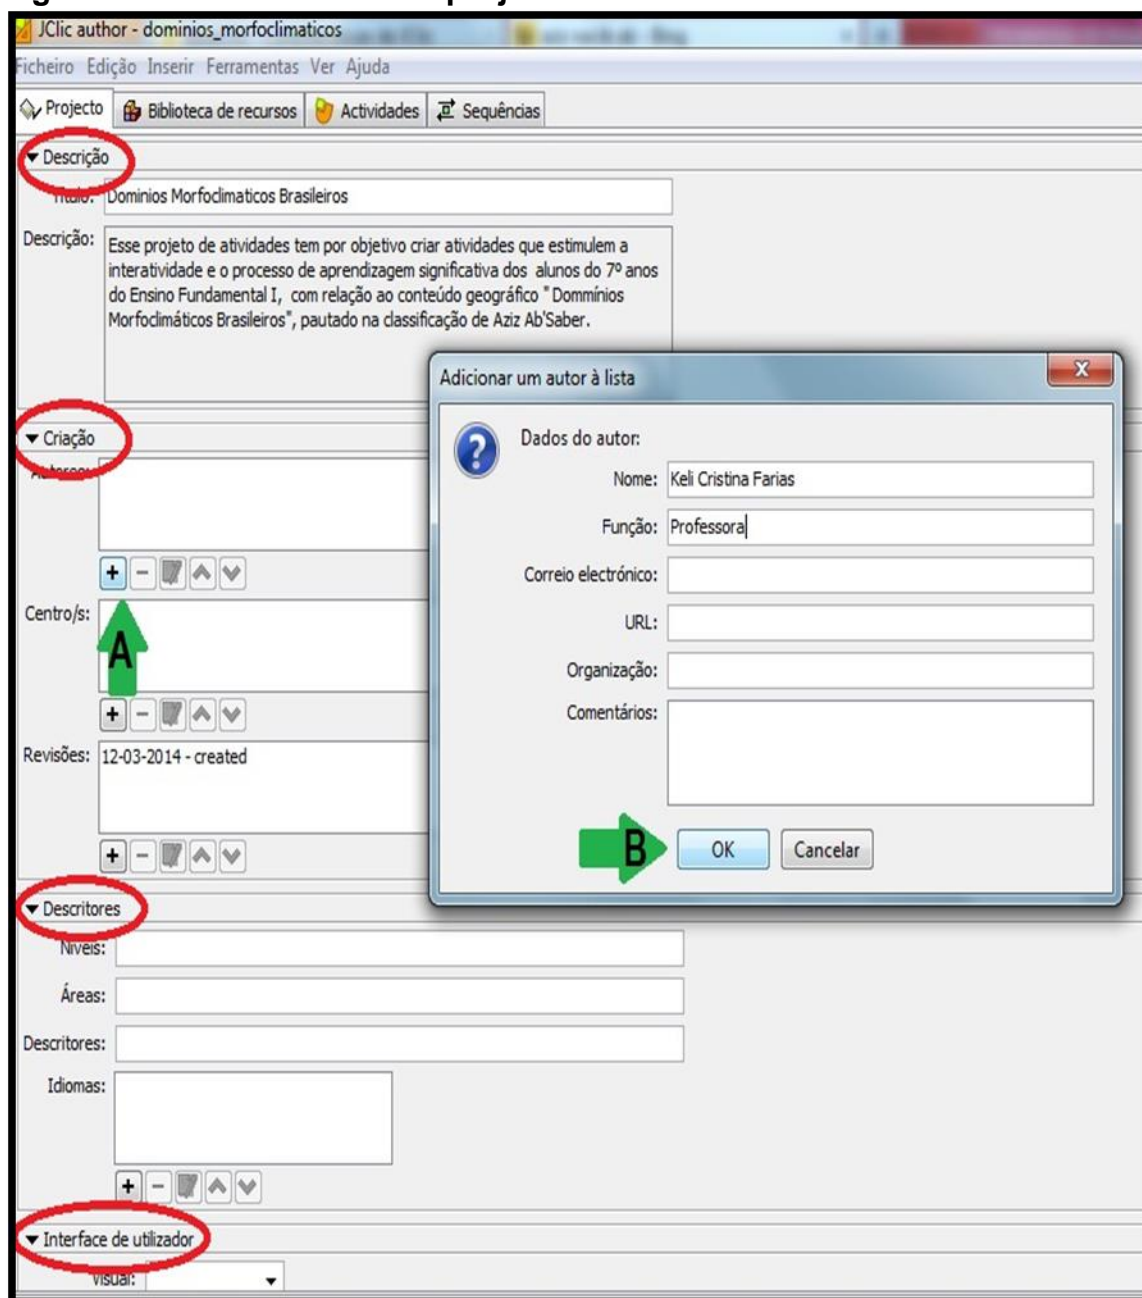 JClic author - dominios_morfoclimaticos
Ficheiro Edição Inserir Ferramentas Ver Ajuda
Projecto Biblioteca de recursos Actividades Sequências
Descrição
Título: Dominios Morfoclimaticos Brasileiros
Descrição: Esse projeto de atividades tem por objetivo criar atividades que estimulem a
interatividade e o processo de aprendizagem significativa dos alunos do 7º anos
do Ensino Fundamental I, com relação ao conteúdo geográfico " Dommínios
Morfoclimáticos Brasileiros", pautado na classificação de Aziz Ab'Saber.
Criação
Autores:
A
Centro/s:
Revisões: 12-03-2014 - created
Adicionar um autor à lista
X
Dados do autor:
Nome: Keli Cristina Farias
Função: Professora
Correio electrónico:
URL:
Organização:
Comentários:
B OK Cancelar
Descritores
Niveis:
Áreas:
Descritores:
Idiomas:
Interface de utilizador
Visual: